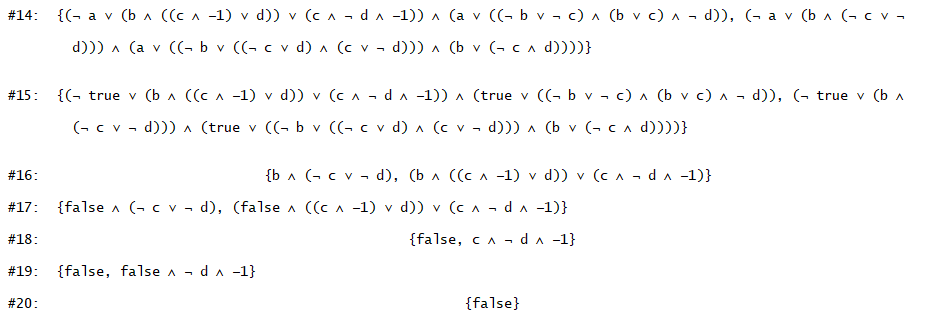 #14: {(¬ a ∨ (b ∧ ((c ∧ −1) ∨ d)) ∨ (c ∧ ¬ d ∧ −1)) ∧ (a ∨ ((¬ b ∨ ¬ c) ∧ (b ∨ c) ∧ ¬ d)), (¬ a ∨ (b ∧ (¬ c ∨ ¬
d))) ∧ (a ∨ ((¬ b ∨ ((¬ c ∨ d) ∧ (c ∨ ¬ d))) ∧ (b ∨ (¬ c ∧ d))))}
#15: {(¬ true ∨ (b ∧ ((c ∧ −1) ∨ d)) ∨ (c ∧ ¬ d ∧ −1)) ∧ (true ∨ ((¬ b ∨ ¬ c) ∧ (b ∨ c) ∧ ¬ d)), (¬ true ∨ (b ∧
(¬ c ∨ ¬ d))) ∧ (true ∨ ((¬ b ∨ ((¬ c ∨ d) ∧ (c ∨ ¬ d))) ∧ (b ∨ (¬ c ∧ d))))}
#16: {b ∧ (¬ c ∨ ¬ d), (b ∧ ((c ∧ −1) ∨ d)) ∨ (c ∧ ¬ d ∧ −1)}
#17: {false ∧ (¬ c ∨ ¬ d), (false ∧ ((c ∧ −1) ∨ d)) ∨ (c ∧ ¬ d ∧ −1)}
#18: {false, c ∧ ¬ d ∧ −1}
#19: {false, false ∧ ¬ d ∧ −1}
#20: {false}